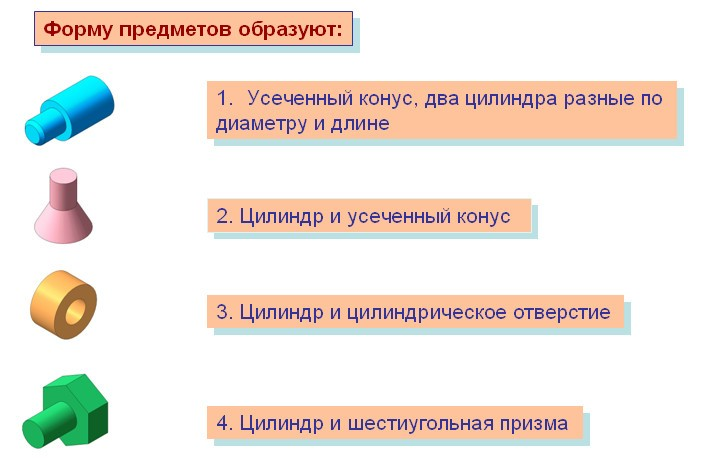 Форму предметов образуют:
1. Усеченный конус, два цилиндра разные по
диаметру и длине
2. Цилиндр и усеченный конус
3. Цилиндр и цилиндрическое отверстие
4. Цилиндр и шестиугольная призма